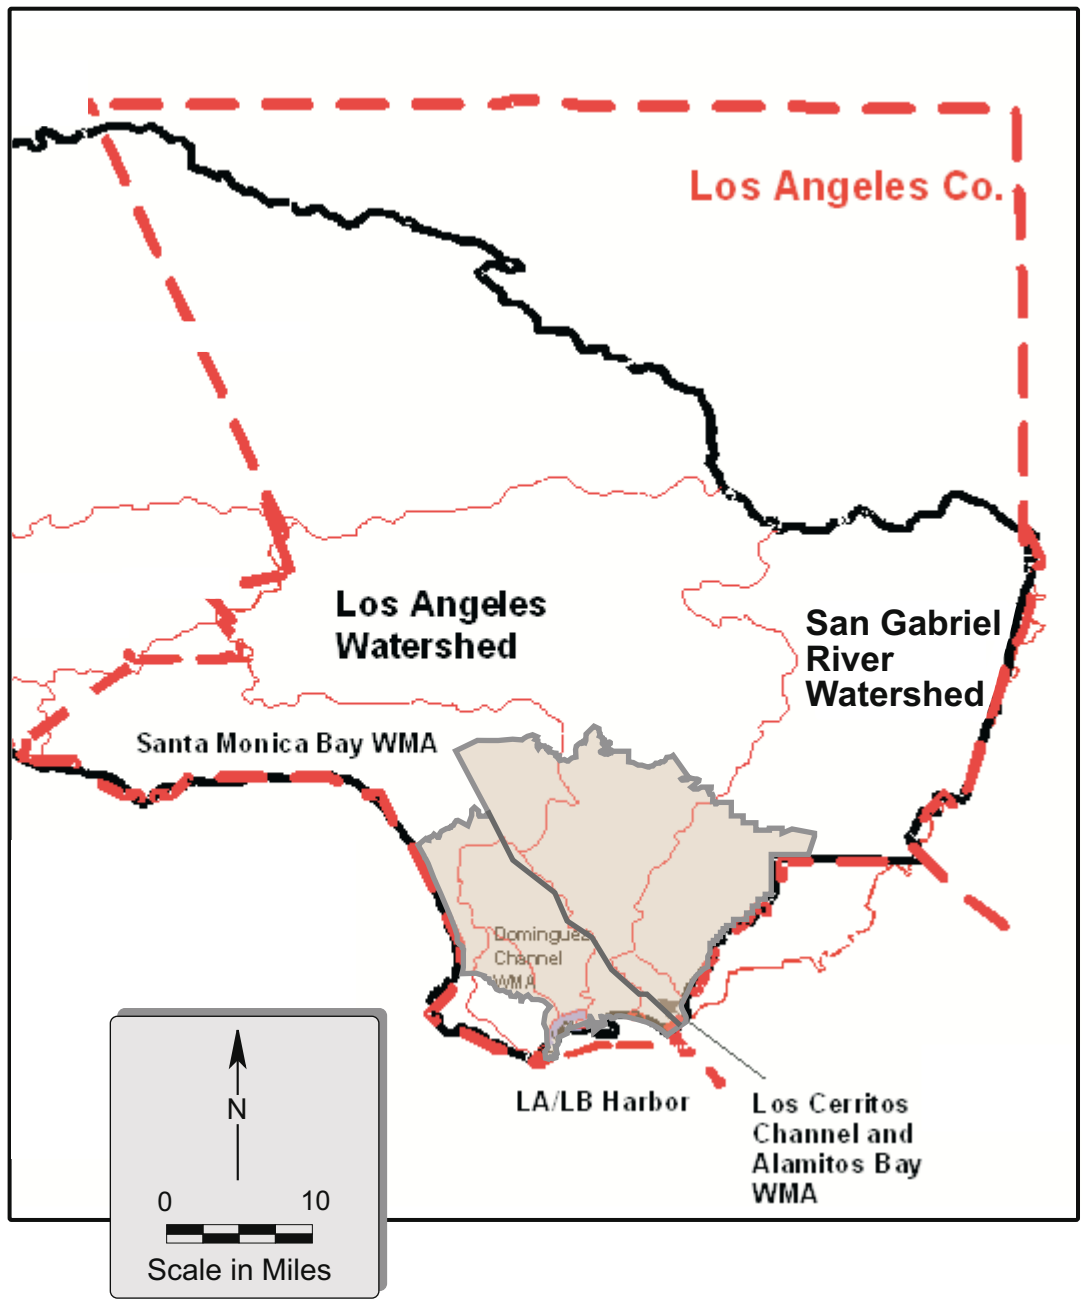 Los Angeles Co.
Los Angeles
Watershed
San Gabriel
River
Watershed
Santa Monica Bay WMA
Dominguez
Channel
WMA
LA/LB Harbor
Los Cerritos
Channel and
Alamitos Bay
WMA
N
0 10
Scale in Miles